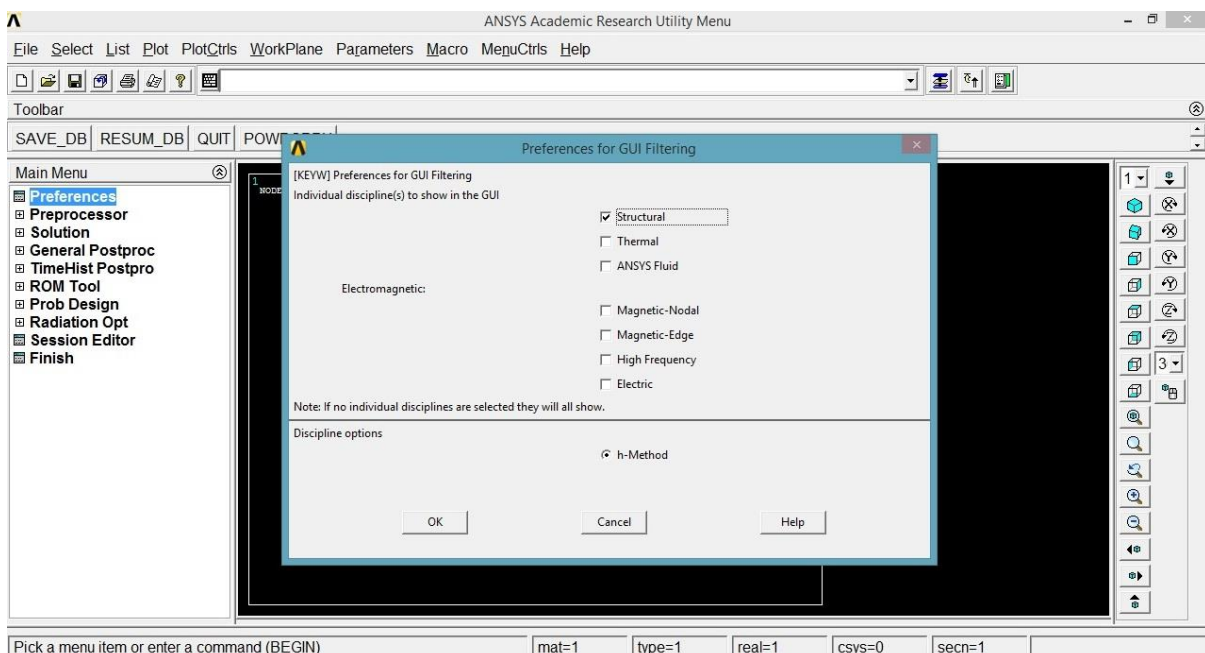 ANSYS Academic Research Utility Menu
File Select List Plot PlotCtrls WorkPlane Parameters Macro MenuCtrls Help
Toolbar
SAVE_DB RESUM_DB QUIT
Preferences for GUI Filtering
Main Menu
Preferences
Preprocessor
Solution
General Postproc
TimeHist Postpro
ROM Tool
Prob Design
Radiation Opt
Session Editor
Finish
1
[KEYW] Preferences for GUI Filtering
Individual discipline(s) to show in the GUI
Structural
Thermal
ANSYS Fluid
Electromagnetic:
Magnetic-Nodal
Magnetic-Edge
High Frequency
Electric
Note: If no individual disciplines are selected they will all show.
Discipline options
h-Method
OK Cancel Help
1
3
Pick a menu item or enter a command (BEGIN) mat=1 type=1 real=1 csys=0 secn=1